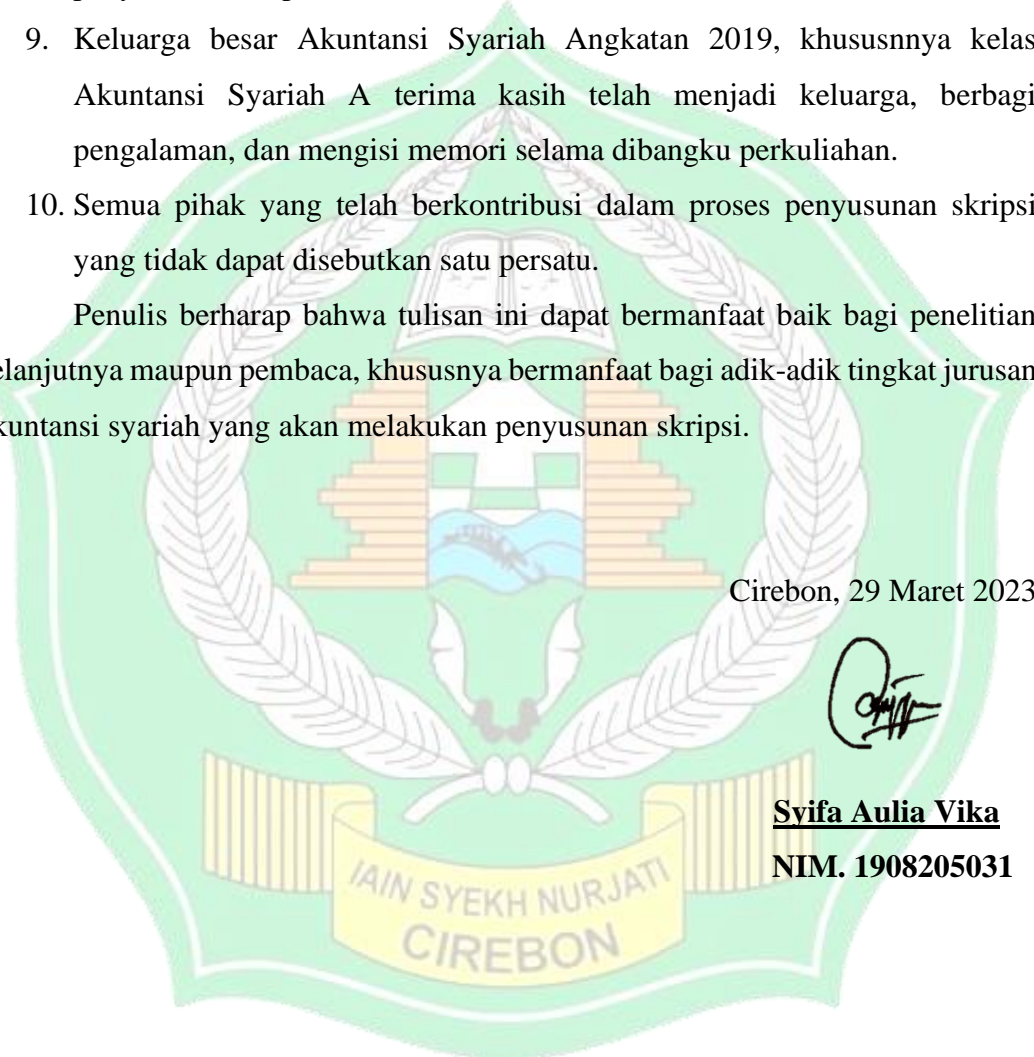 9. Keluarga besar Akuntansi Syariah Angkatan 2019, khususnnya kelas
Akuntansi Syariah A terima kasih telah menjadi keluarga, berbagi
pengalaman, dan mengisi memori selama dibangku perkuliahan.
10. Semua pihak yang telah berkontribusi dalam proses penyusunan skripsi
yang tidak dapat disebutkan satu persatu.
Penulis berharap bahwa tulisan ini dapat bermanfaat baik bagi penelitian
elanjutnya maupun pembaca, khususnya bermanfaat bagi adik-adik tingkat jurusan
kuntansi syariah yang akan melakukan penyusunan skripsi.
Cirebon, 29 Maret 2023
Syifa Aulia Vika
NIM. 1908205031
IAIN SYEKH NURJATI
CIREBON